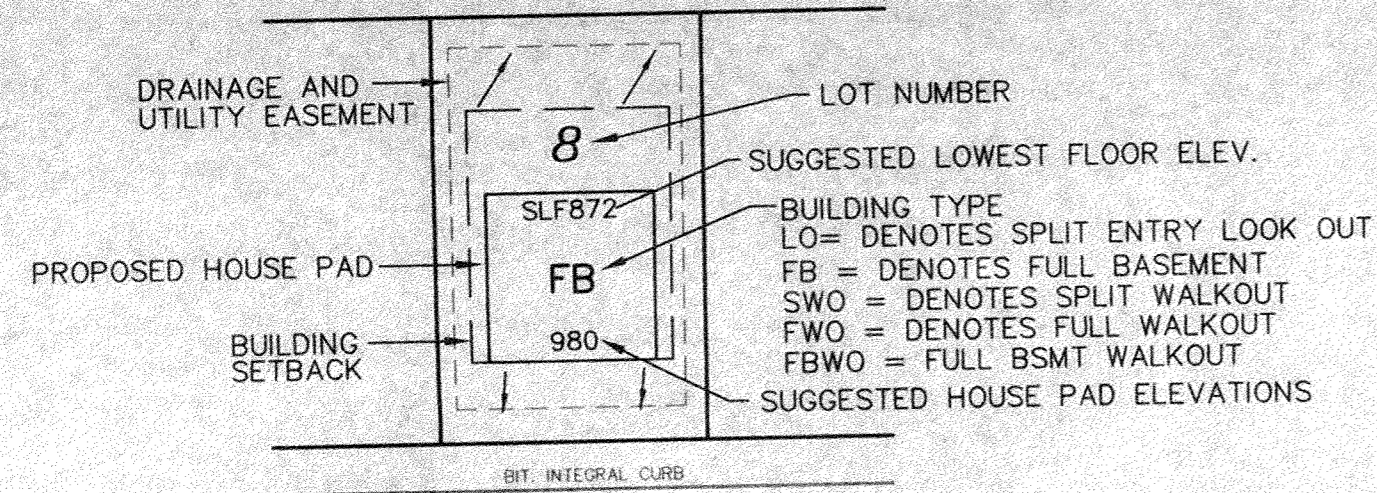 DRAINAGE AND
UTILITY EASEMENT
LOT NUMBER
8
SUGGESTED LOWEST FLOOR ELEV.
SLF872
BUILDING TYPE
LO= DENOTES SPLIT ENTRY LOOK OUT
FB = DENOTES FULL BASEMENT
SWO = DENOTES SPLIT WALKOUT
FWO = DENOTES FULL WALKOUT
FBWO = FULL BSMT WALKOUT
PROPOSED HOUSE PAD
FB
BUILDING
SETBACK
980
SUGGESTED HOUSE PAD ELEVATIONS
BIT. INTEGRAL CURB